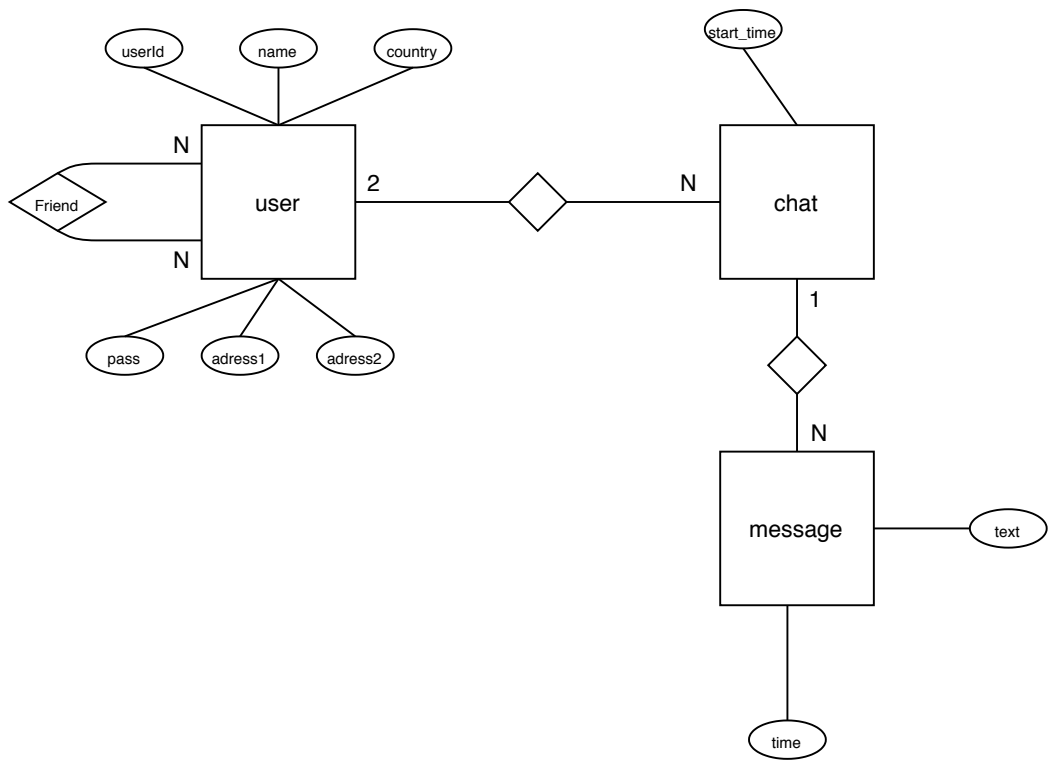 start_time
userId
name
country
N
Friend
user
2
N
chat
N
1
pass
adress1
adress2
N
message
text
time